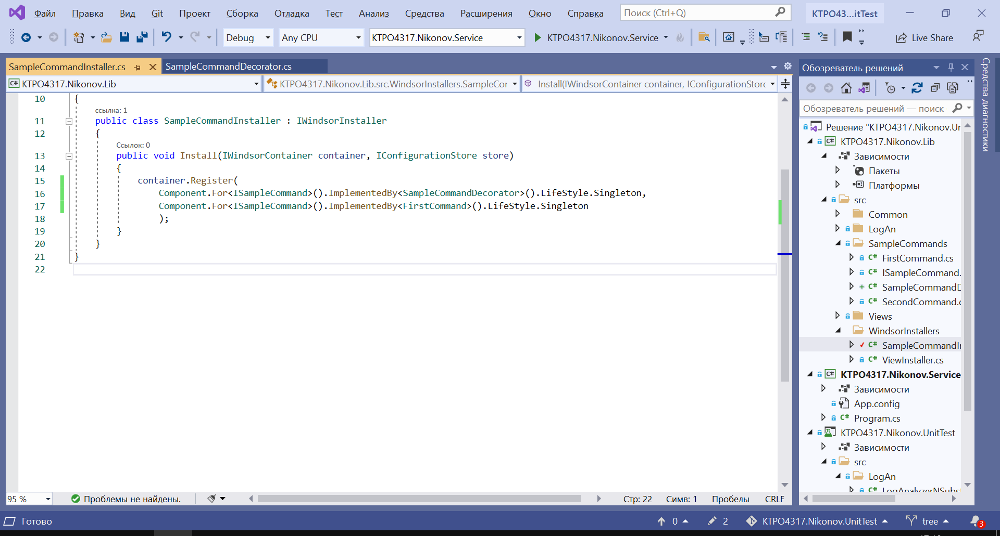 Файл Правка Вид Git Проект Сборка Отладка Тест Анализ Средства Расширения Окно Справка Поиск (Ctrl+Q) KTPO43...itTest
Debug Any CPU KTPO4317.Nikonov.Service KTPO4317.Nikonov.Service Live Share
SampleCommandInstaller.cs SampleCommandDecorator.cs
C# KTPO4317.Nikonov.Lib KTPO4317.Nikonov.Lib.src.WindsorInstallers.SampleCor Install(IWindsorContainer container, IConfigurationStore
10 {
ссылка: 1
11 public class SampleCommandInstaller : IWindsorInstaller
12 {
Ссылок: 0
13 public void Install(IWindsorContainer container, IConfigurationStore store)
14 {
15 container.Register(
16 Component.For<ISampleCommand>().ImplementedBy<SampleCommandDecorator>().LifeStyle.Singleton,
17 Component.For<ISampleCommand>().ImplementedBy<FirstCommand>().LifeStyle.Singleton
18 );
19 }
20 }
21 }
22
95 % Проблемы не найдены. Стр: 22 Симв: 1 Пробелы CRLF
Обозреватель решений
Обозреватель решений — поиск
Решение "KTPO4317.Nikonov.Ur
C# KTPO4317.Nikonov.Lib
Зависимости
Пакеты
Платформы
src
Common
LogAn
SampleCommands
C# FirstCommand.cs
C# ISampleCommand.
C# SampleCommandD
C# SecondCommand.c
Views
WindsorInstallers
C# SampleCommandIn
C# ViewInstaller.cs
C# KTPO4317.Nikonov.Service
Зависимости
App.config
C# Program.cs
KTPO4317.Nikonov.UnitTest
Зависимости
src
LogAn
C# LogAnalyzerNSubs
Средства диагностики
Готово 0 2 KTPO4317.Nikonov.UnitTest tree 3